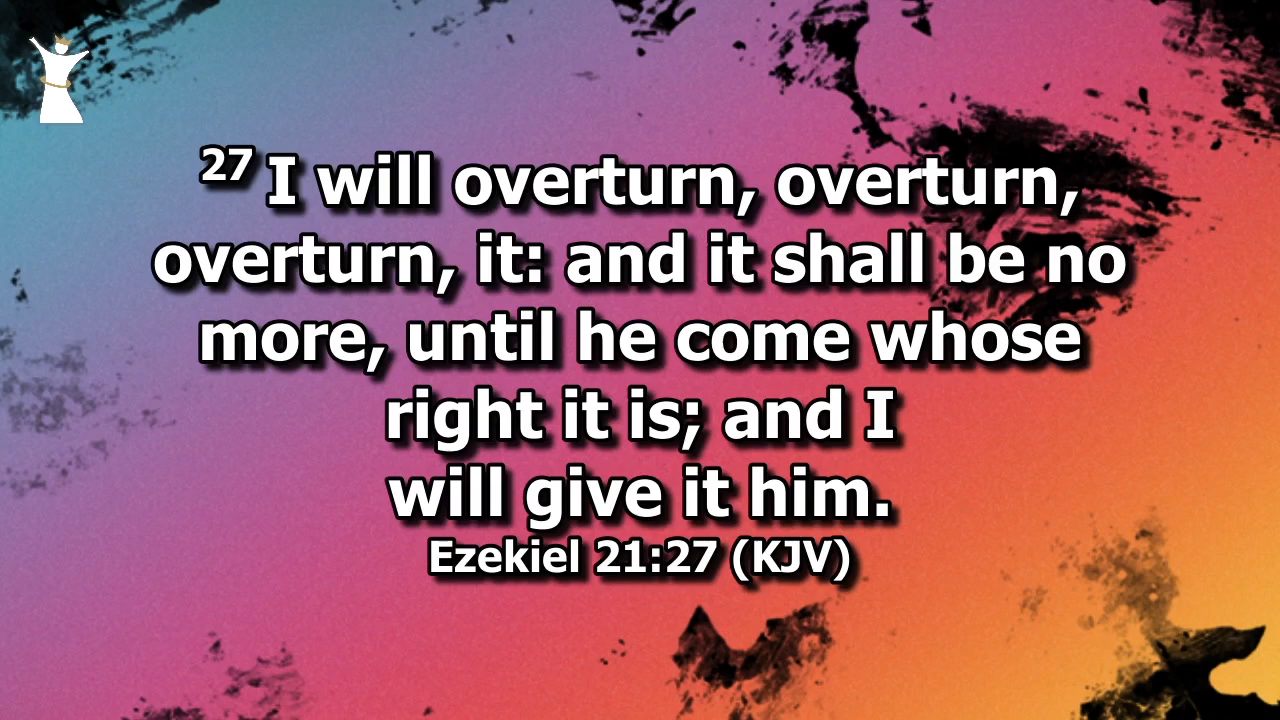 27 I will overturn, overturn,
overturn, it: and it shall be no
more, until he come whose
right it is; and I
will give it him.
Ezekiel 21:27 (KJV)